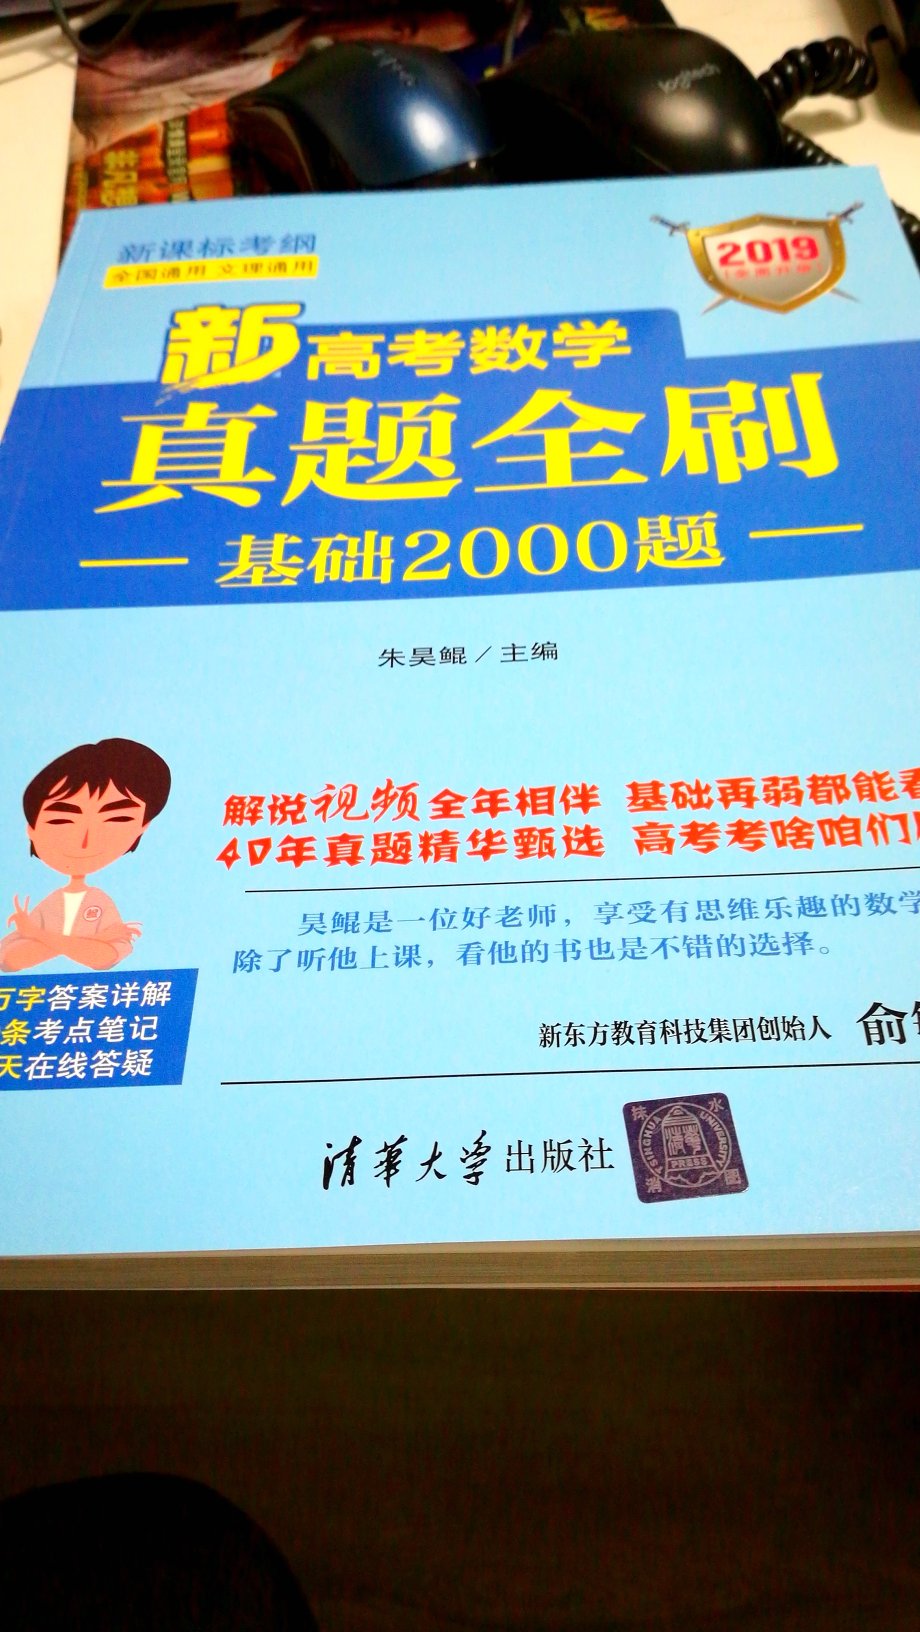 logitech
新课标考纲
全国通用 文理通用
2019
新高考数学
真题全刷
基础2000题
朱昊鲲／主编
解说视频全年相伴 基础再弱都能看
40年真题精华甄选 高考考啥咱们
昊鲲是一位好老师，享受有思维乐趣的数学
除了听他上课，看他的书也是不错的选择。
新东方教育科技集团创始人 俞
万字答案详解
条考点笔记
天在线答疑
清华大学出版社
TSINGHUA UNIVERSITY
PRESS